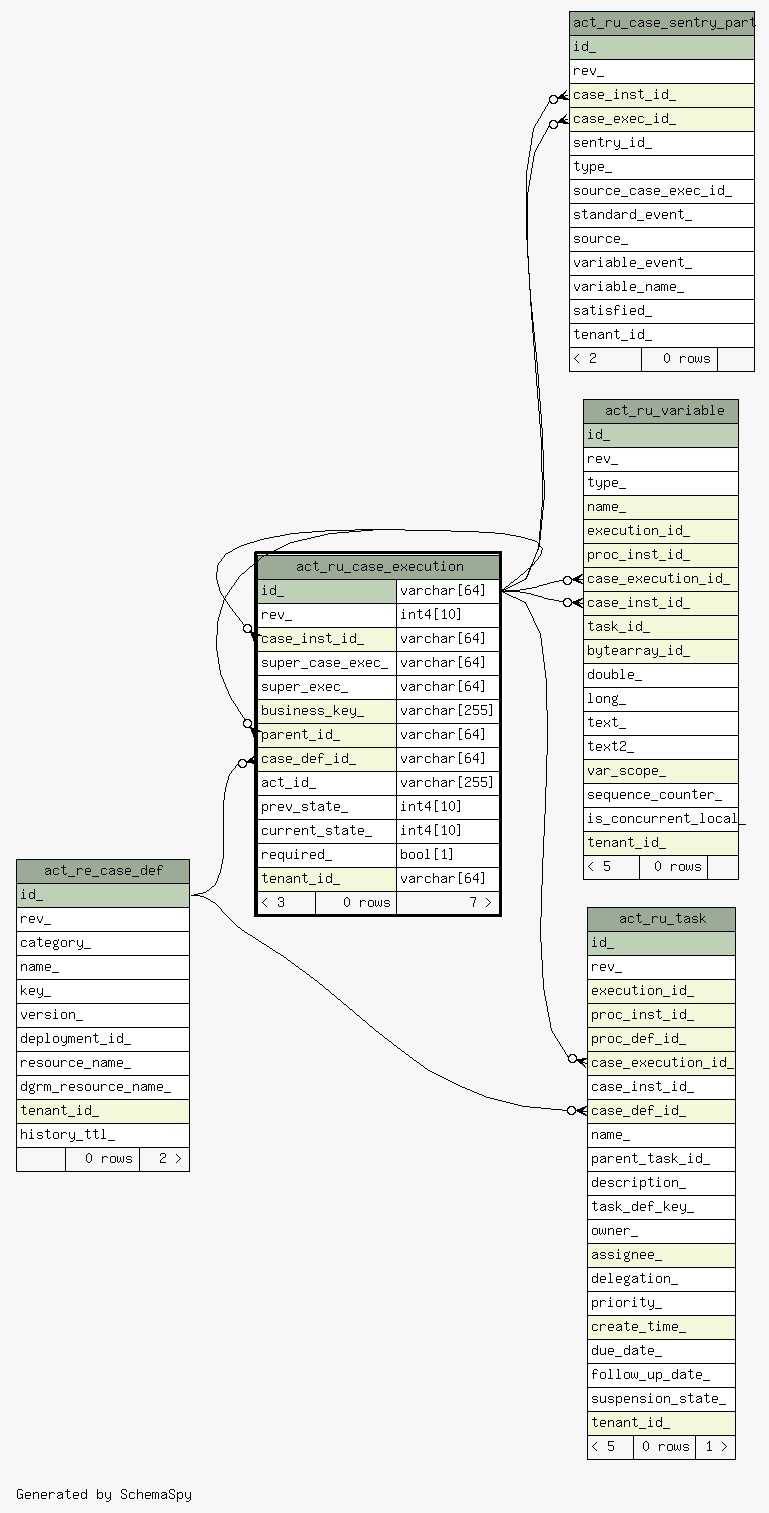 act_ru_case_sentry_part
id_
rev_
case_inst_id_
case_exec_id_
sentry_id_
type_
source_case_exec_id_
standard_event_
source_
variable_event_
variable_name_
satisfied_
tenant_id_
< 2 0 rows
act_ru_variable
id_
rev_
type_
name_
execution_id_
proc_inst_id_
case_execution_id_
case_inst_id_
task_id_
bytearray_id_
double_
long_
text_
text2_
var_scope_
sequence_counter_
is_concurrent_local_
tenant_id_
< 5 0 rows
act_ru_case_execution
id_ varchar[64]
rev_ int4[10]
case_inst_id_ varchar[64]
super_case_exec_ varchar[64]
super_exec_ varchar[64]
business_key_ varchar[255]
parent_id_ varchar[64]
case_def_id_ varchar[64]
act_id_ varchar[255]
prev_state_ int4[10]
current_state_ int4[10]
required_ bool[1]
tenant_id_ varchar[64]
< 3 0 rows 7 >
act_re_case_def
id_
rev_
category_
name_
key_
version_
deployment_id_
resource_name_
dgrm_resource_name_
tenant_id_
history_ttl_
0 rows 2 >
act_ru_task
id_
rev_
execution_id_
proc_inst_id_
proc_def_id_
case_execution_id_
case_inst_id_
case_def_id_
name_
parent_task_id_
description_
task_def_key_
owner_
assignee_
delegation_
priority_
create_time_
due_date_
follow_up_date_
suspension_state_
tenant_id_
< 5 0 rows 1 >
Generated by SchemaSpy